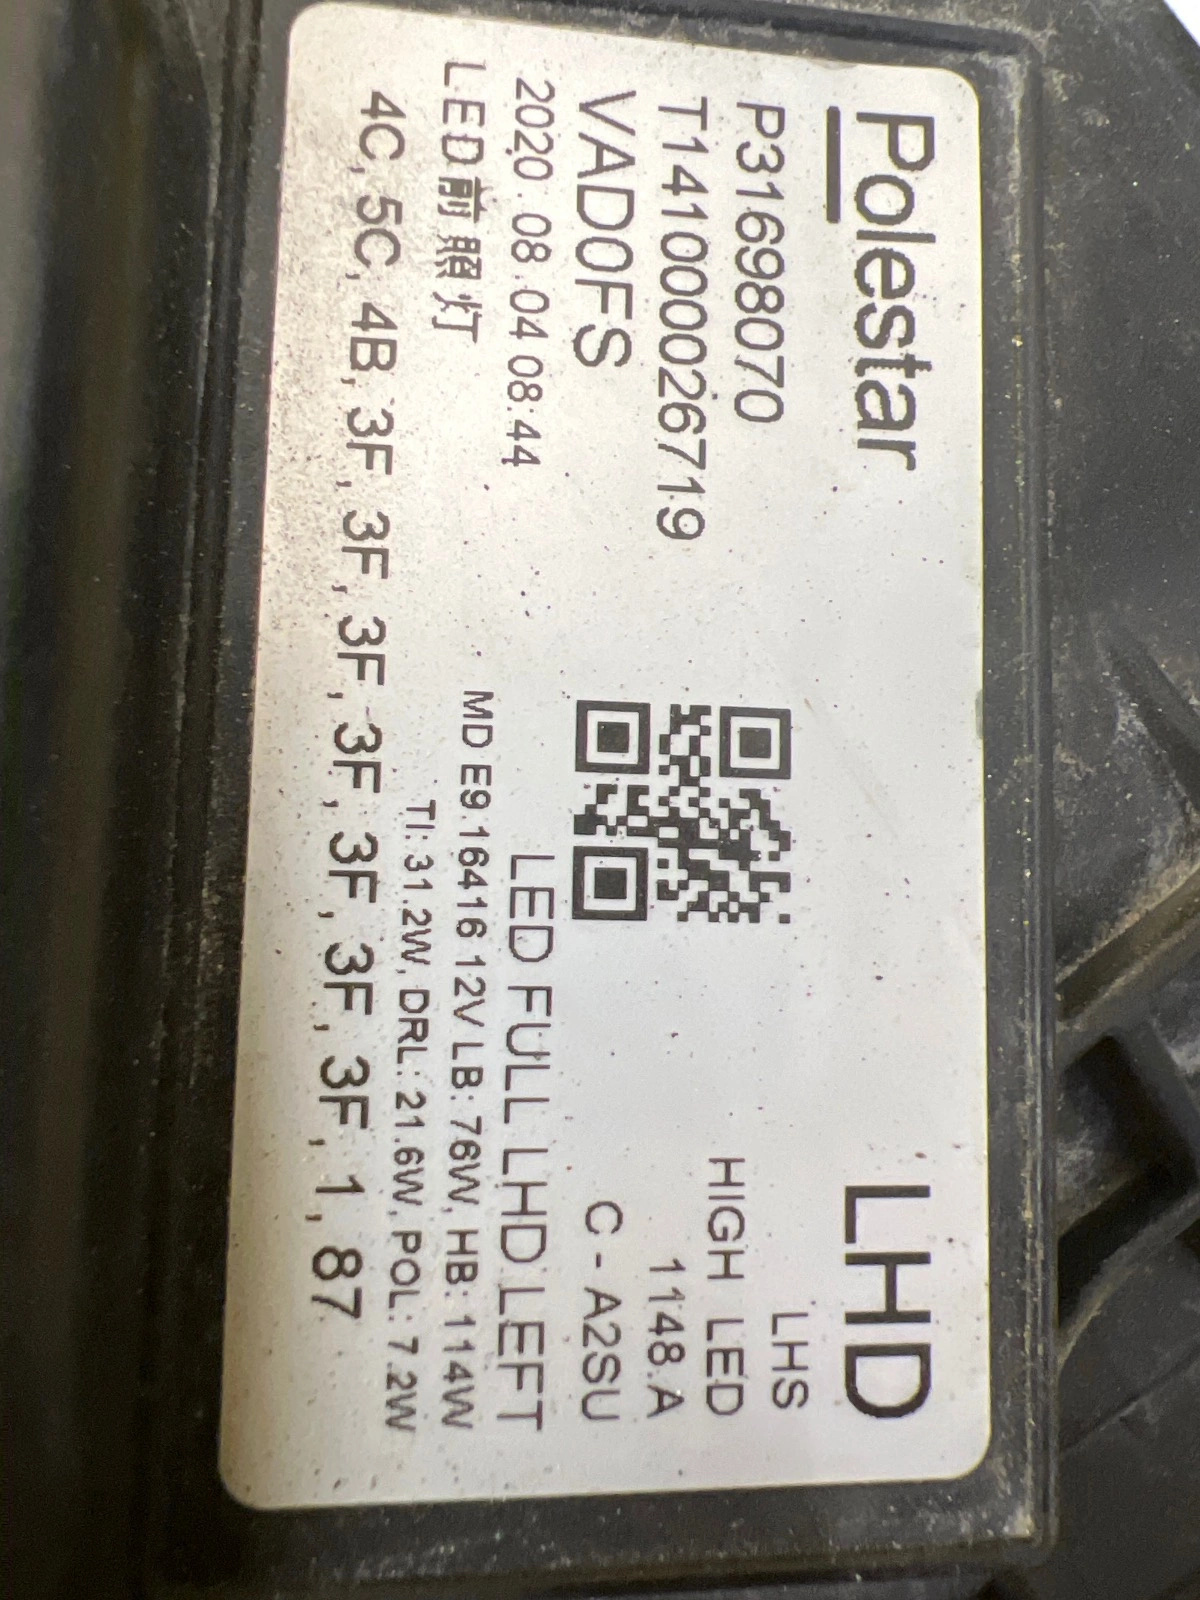 Polestar
LHD
P31698070
LHS
T141000026719
HIGH LED
VADOFS
1148.A
C - A2SU
2020.08.04 08:44
LED FULL LHD LEFT
LED前照灯
MD E9.16416 12V LB: 76W, HB: 114W
TI: 31.2W, DRL: 21.6W, POL: 7.2W
4C, 5C, 4B, 3F, 3F, 3F, 3F, 3F, 3F, 3F, 1, 87